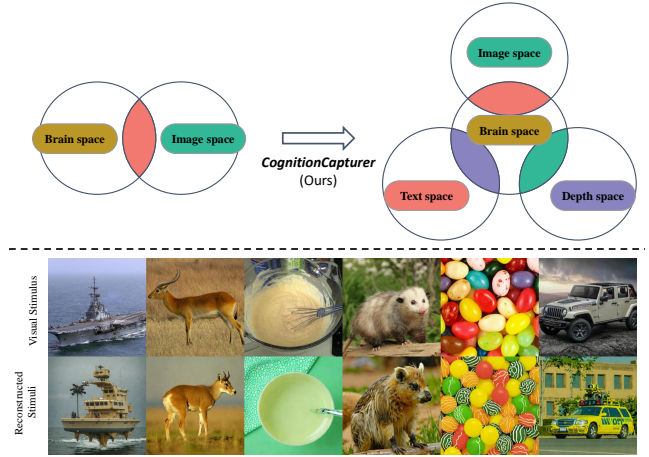 Image space
Brain space
Image space
CognitionCapturer
(Ours)
Brain space
Text space
Depth space
Visual Stimulus
Reconstructed
Stimuli